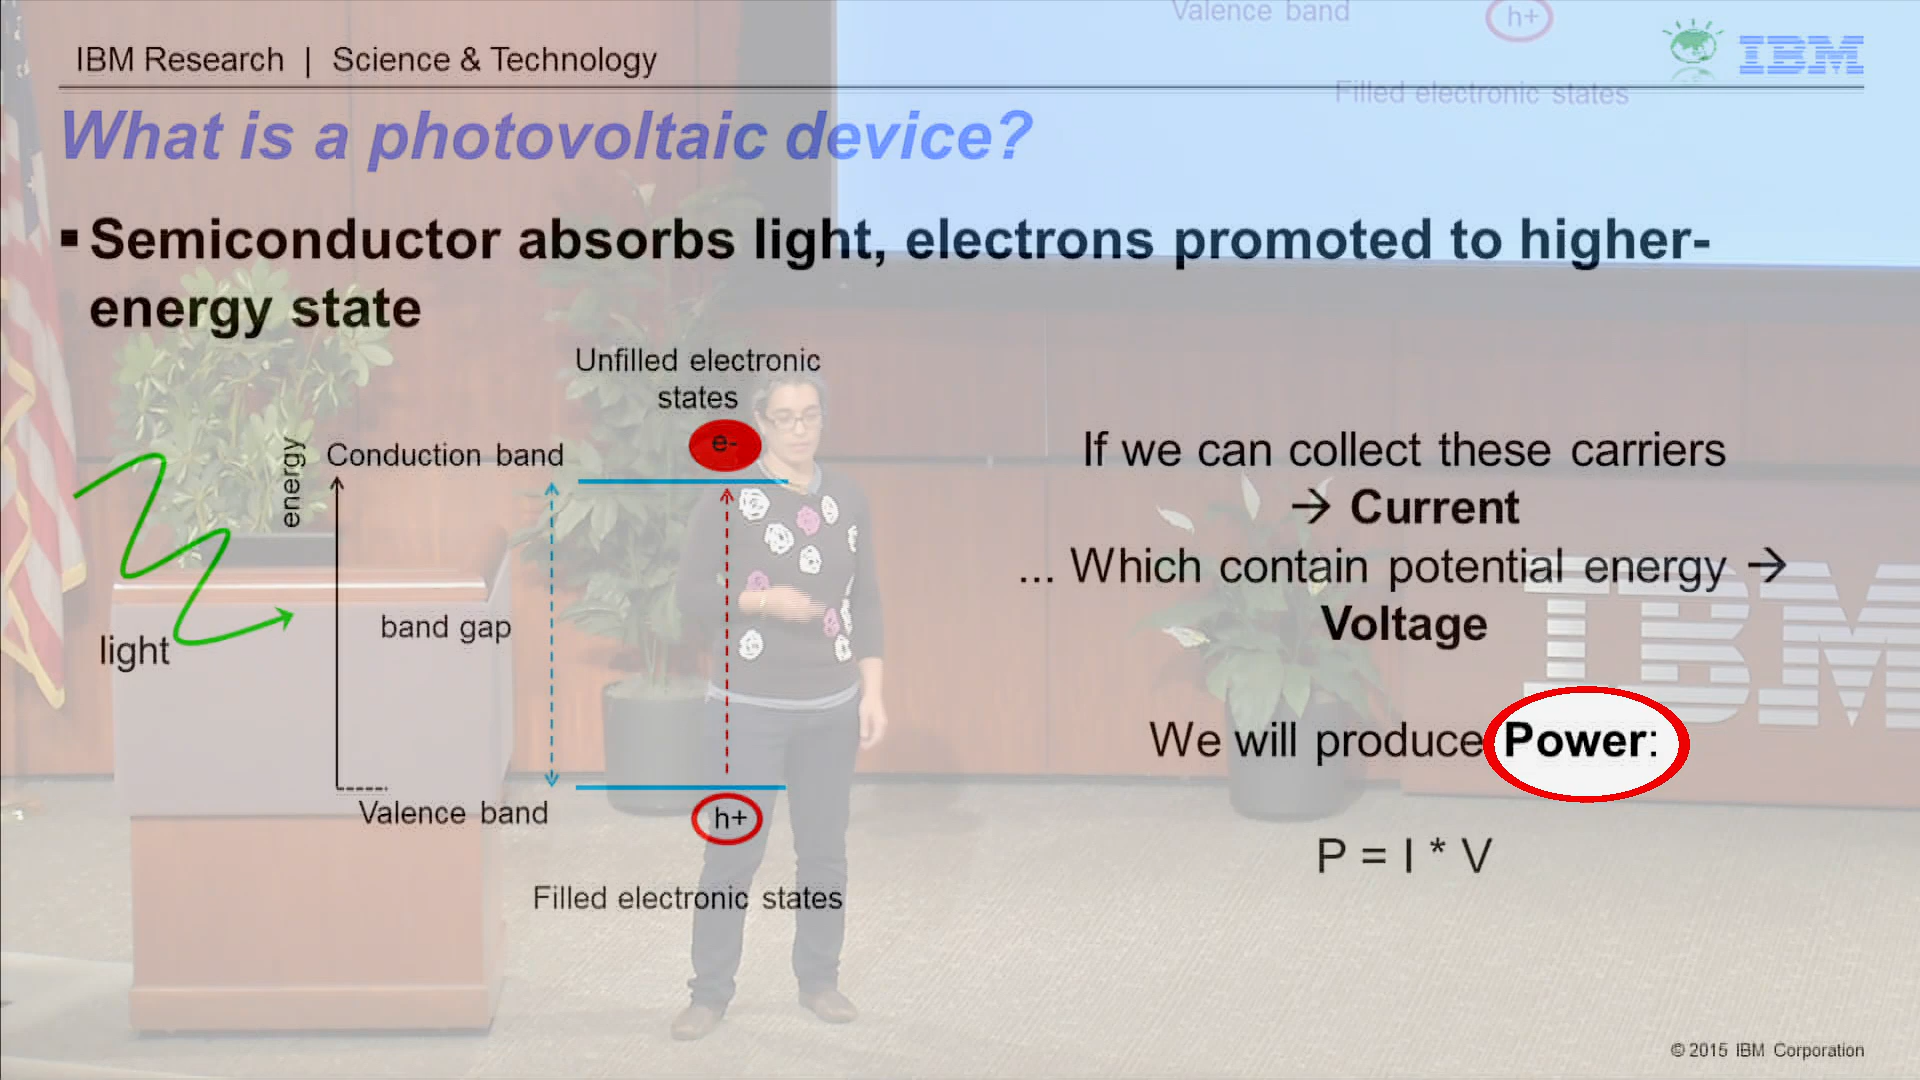 Valence band
h+
Filled electronic states
IBM Research | Science & Technology
IBM
What is a photovoltaic device?
▪ Semiconductor absorbs light, electrons promoted to higher-
energy state
Unfilled electronic
states
e-
energy
Conduction band
light
band gap
Valence band
h+
Filled electronic states
If we can collect these carriers
→ Current
... Which contain potential energy →
Voltage
We will produce Power:
P = I * V
IBM
© 2015 IBM Corporation